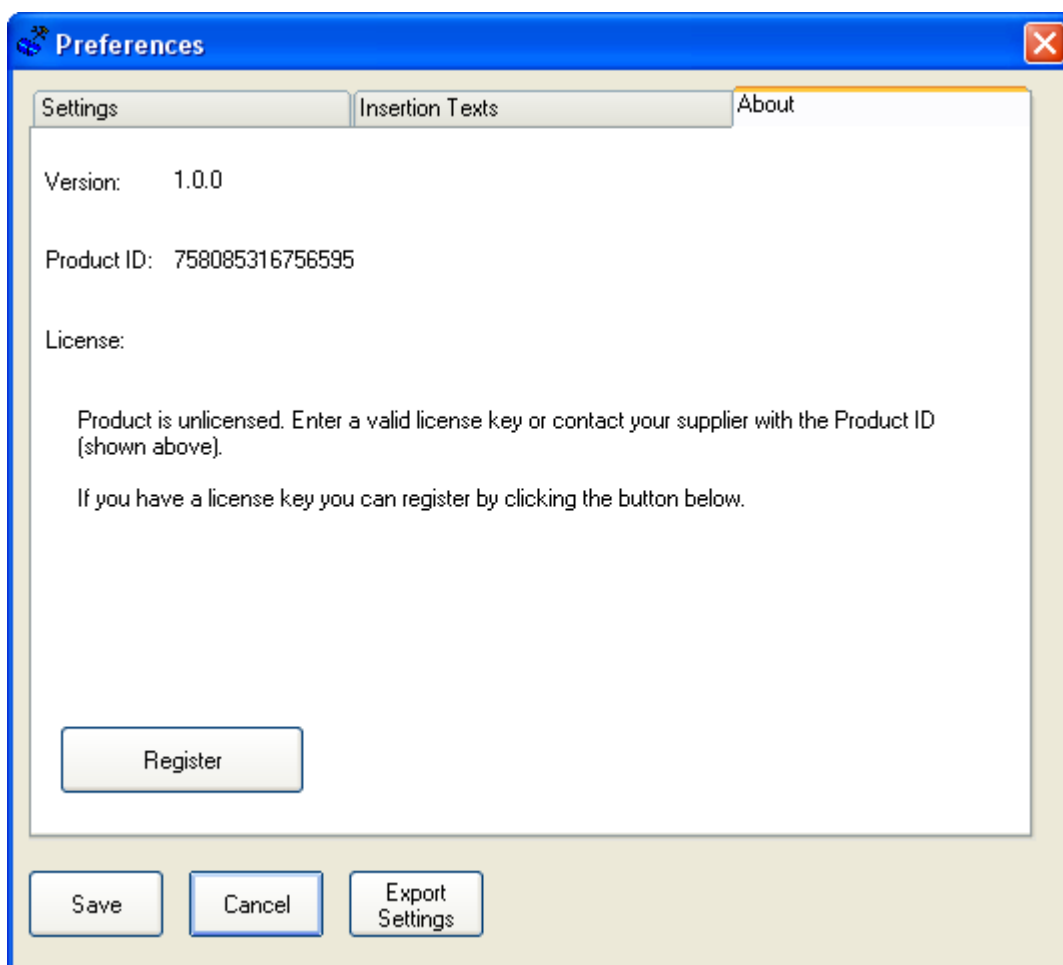 Preferences
Settings
Insertion Texts
About
Version: 1.0.0
Product ID: 758085316756595
License:
Product is unlicensed. Enter a valid license key or contact your supplier with the Product ID
(shown above).
If you have a license key you can register by clicking the button below.
Register
Save
Cancel
Export
Settings